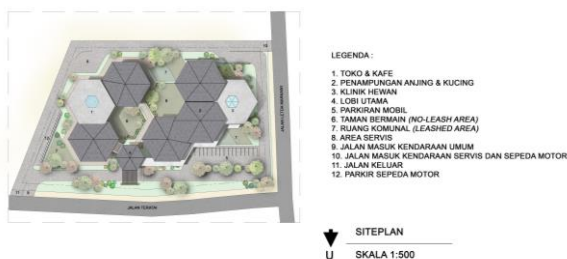 LEGENDA :
1. TOKO & KAFE
2. PENAMPUNGAN ANJING & KUCING
3. KLINIK HEWAN
4. LOBI UTAMA
5. PARKIRAN MOBIL
6. TAMAN BERMAIN (NO-LEASH AREA)
7. RUANG KOMUNAL (LEASHED AREA)
8. AREA SERVIS
9. JALAN MASUK KENDARAAN UMUM
10. JALAN MASUK KENDARAAN SERVIS DAN SEPEDA MOTOR
11. JALAN KELUAR
12. PARKIR SEPEDA MOTOR
SITEPLAN
U SKALA 1:500